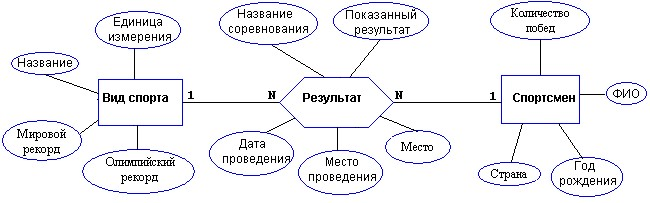 Единица
измерения
Название
соревнования
Показанный
результат
Количество
побед
Название
Вид спорта
1
N
Результат
N
1
Спортсмен
ФИО
Мировой
рекорд
Олимпийский
рекорд
Дата
проведения
Место
проведения
Место
Страна
Год
рождения